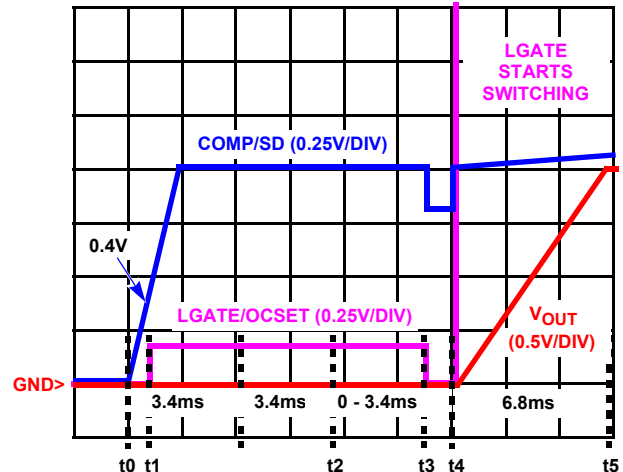 LGATE
STARTS
SWITCHING
COMP/SD (0.25V/DIV)
0.4V
LGATE/OCSET (0.25V/DIV)
VOUT
(0.5V/DIV)
GND>
3.4ms 3.4ms 0 - 3.4ms 6.8ms
t0 t1 t2 t3 t4 t5